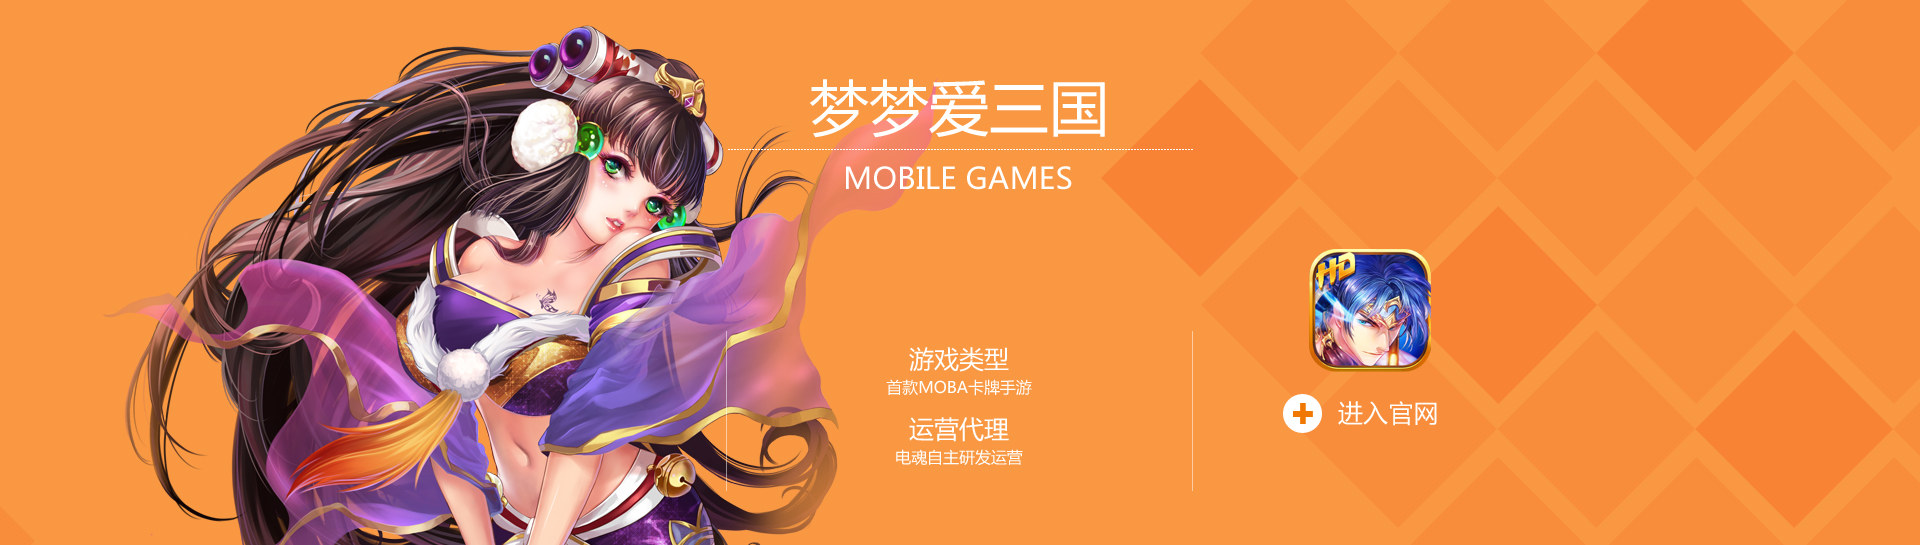 梦梦爱三国
MOBILE GAMES
游戏类型
首款MOBA卡牌手游
运营代理
电魂自主研发运营
HD
进入官网